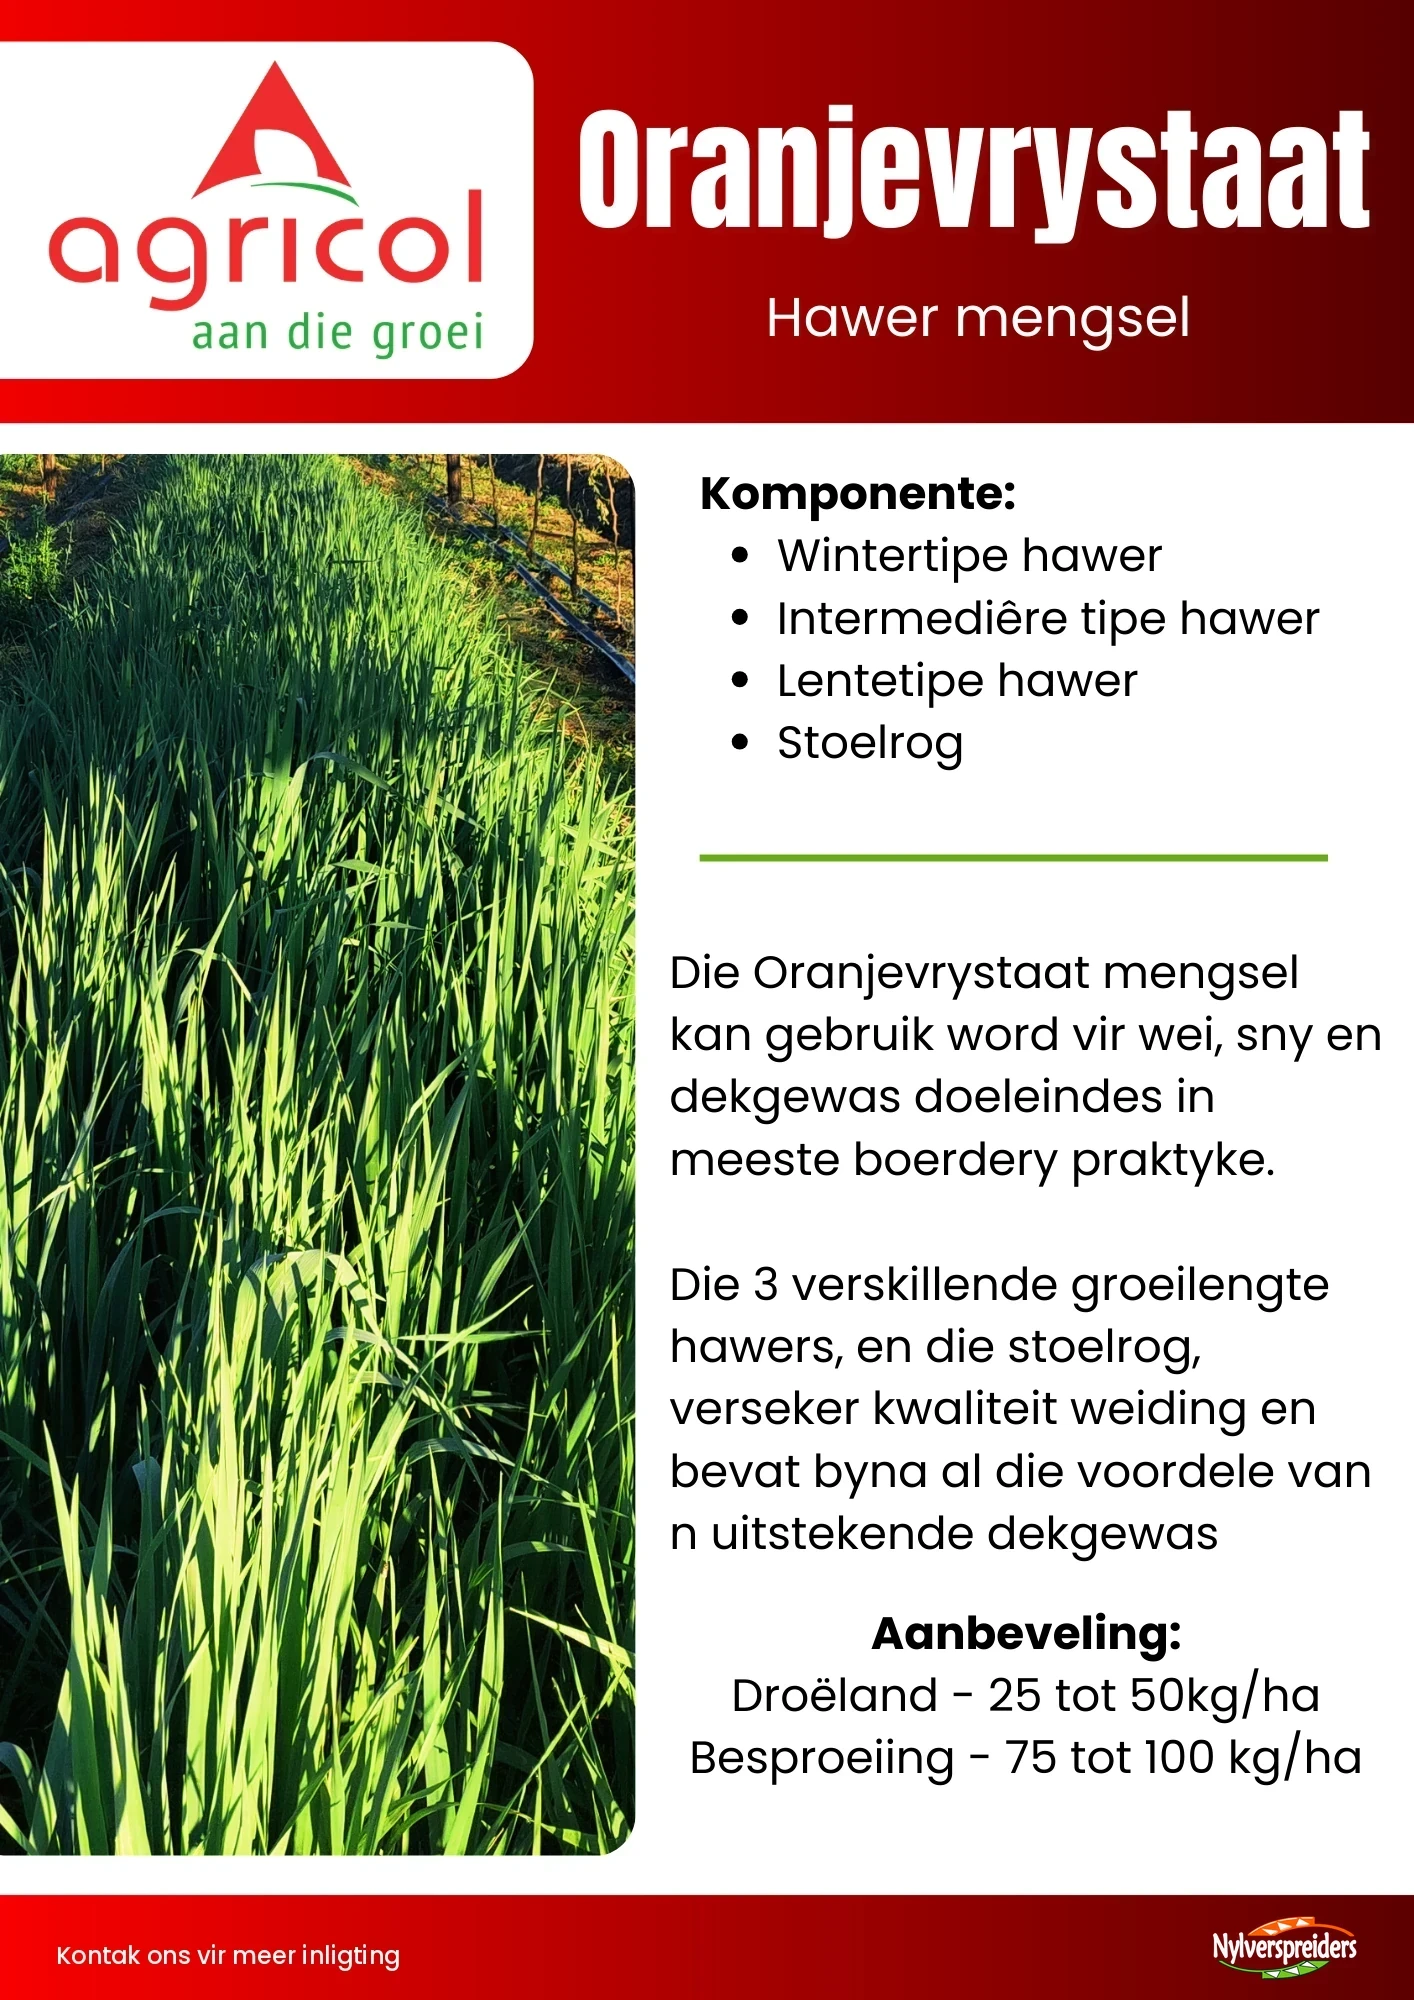 agricol
aan die groei
Oranjevrystaat
Hawer mengsel
Komponente:
• Wintertipe hawer
• Intermediêre tipe hawer
• Lentetipe hawer
• Stoelrog
Die Oranjevrystaat mengsel
kan gebruik word vir wei, sny en
dekgewas doeleindes in
meeste boerdery praktyke.
Die 3 verskillende groeilengte
hawers, en die stoelrog,
verseker kwaliteit weiding en
bevat byna al die voordele van
n uitstekende dekgewas
Aanbeveling:
Droëland - 25 tot 50kg/ha
Besproeiing - 75 tot 100 kg/ha
Kontak ons vir meer inligting
Nylverspreiders